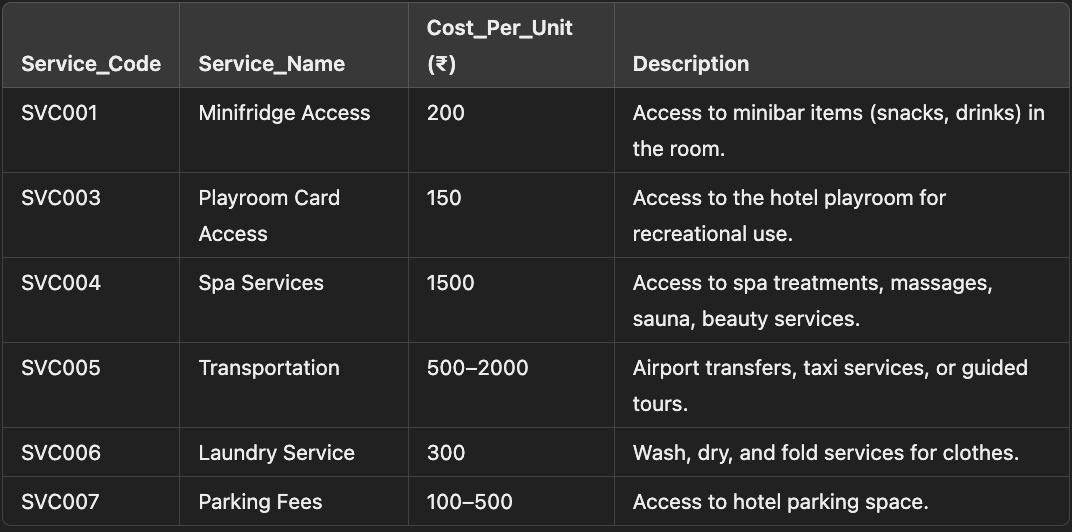 Service_Code Service_Name Cost_Per_Unit (₹) Description
SVC001 Minifridge Access 200 Access to minibar items (snacks, drinks) in
the room.
SVC003 Playroom Card 150 Access to the hotel playroom for
Access recreational use.
SVC004 Spa Services 1500 Access to spa treatments, massages,
sauna, beauty services.
SVC005 Transportation 500–2000 Airport transfers, taxi services, or guided
tours.
SVC006 Laundry Service 300 Wash, dry, and fold services for clothes.
SVC007 Parking Fees 100–500 Access to hotel parking space.